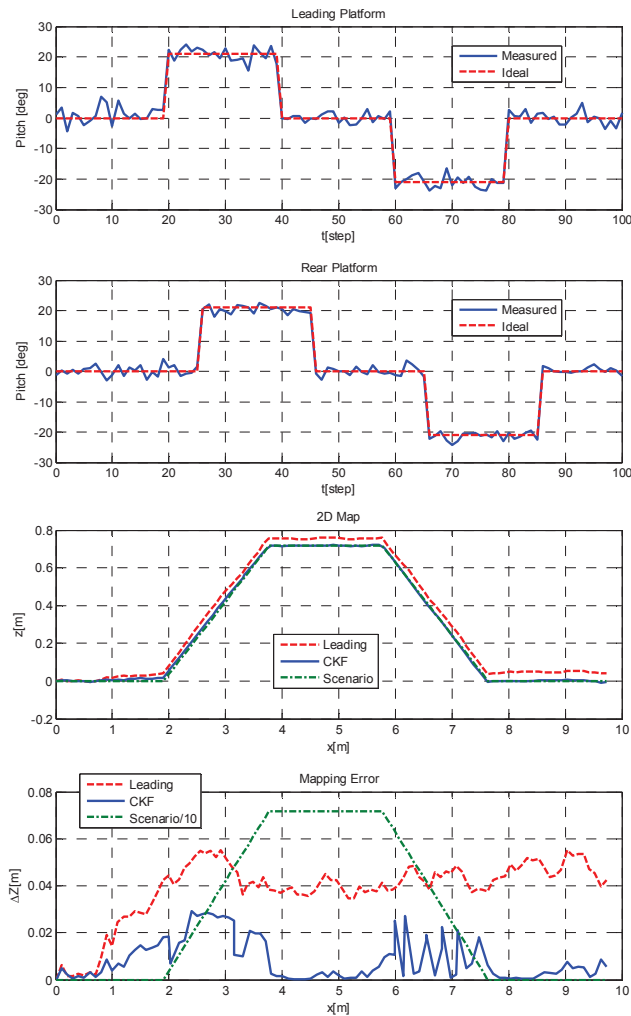 Leading Platform
30
20
10
0
-10
-20
-30
Pitch [deg]
Measured
Ideal
0 10 20 30 40 50 60 70 80 90 100
t[step]
Rear Platform
30
20
10
0
-10
-20
-30
Pitch [deg]
Measured
Ideal
0 10 20 30 40 50 60 70 80 90 100
t[step]
2D Map
0.8
0.6
0.4
0.2
0
-0.2
z[m]
Leading
CKF
Scenario
0 1 2 3 4 5 6 7 8 9 10
x[m]
Mapping Error
0.08
0.06
0.04
0.02
0
ΔZ[m]
Leading
CKF
Scenario/10
0 1 2 3 4 5 6 7 8 9 10
x[m]